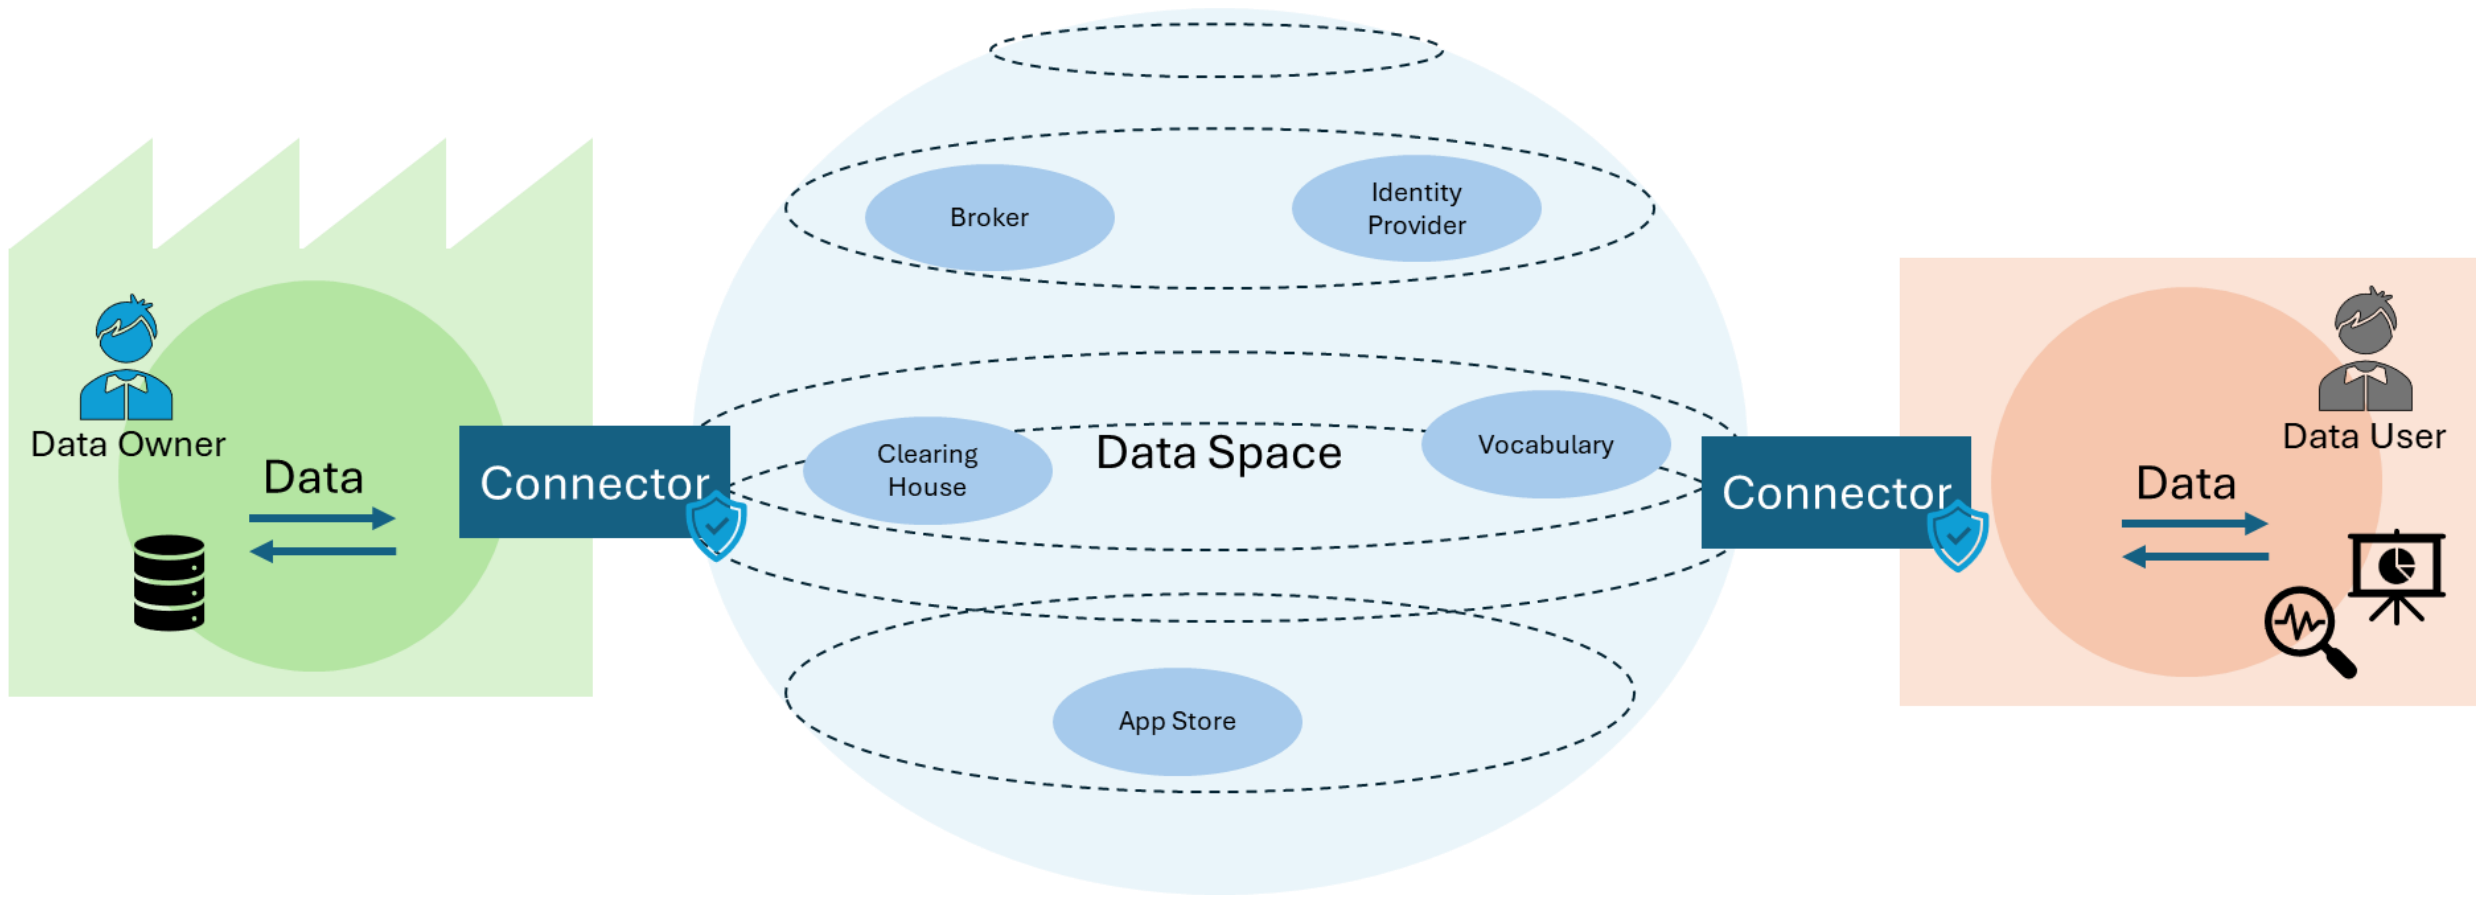 Broker
Identity
Provider
Data Owner
Data
Connector
Clearing
House
Data Space
Vocabulary
Connector
Data User
Data
App Store